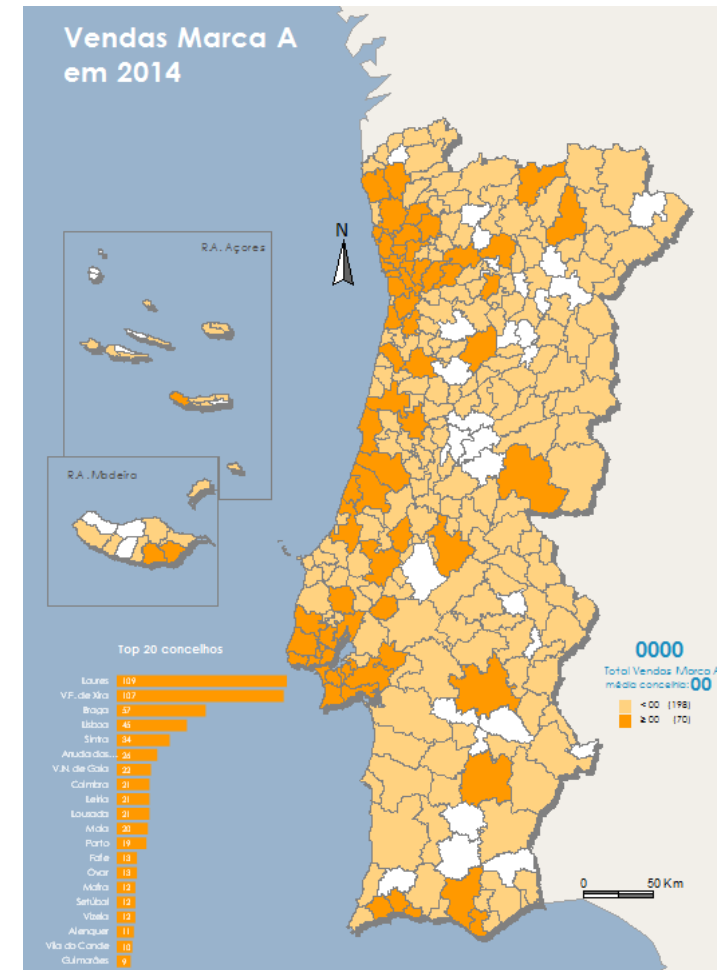 Vendas Marca A
em 2014
N
R.A. Açores
R.A. Madeira
Top 20 concelhos
Loures 109
V.F. de Xira 107
Braga 57
Lisboa 45
Sintra 34
Arruda dos... 26
V.N. de Gaia 22
Coimbra 21
Leiria 21
Lousada 21
Maia 20
Porto 19
Fafe 13
Ovar 13
Mafra 12
Setúbal 12
Vizela 12
Alenquer 11
Vila do Conde 10
Guimarães 9
0000
Total Vendas Marca A
média concelhia: 00
< 00 (198)
≥ 00 (70)
0 50 Km